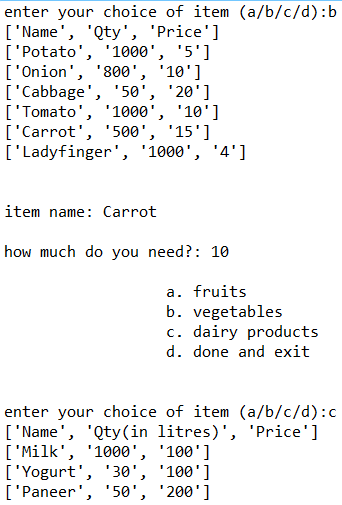 enter your choice of item (a/b/c/d):b
['Name', 'Qty', 'Price']
['Potato', '1000', '5']
['Onion', '800', '10']
['Cabbage', '50', '20']
['Tomato', '1000', '10']
['Carrot', '500', '15']
['Ladyfinger', '1000', '4']
item name: Carrot
how much do you need?: 10
a. fruits
b. vegetables
c. dairy products
d. done and exit
enter your choice of item (a/b/c/d):c
['Name', 'Qty(in litres)', 'Price']
['Milk', '1000', '100']
['Yogurt', '30', '100']
['Paneer', '50', '200']